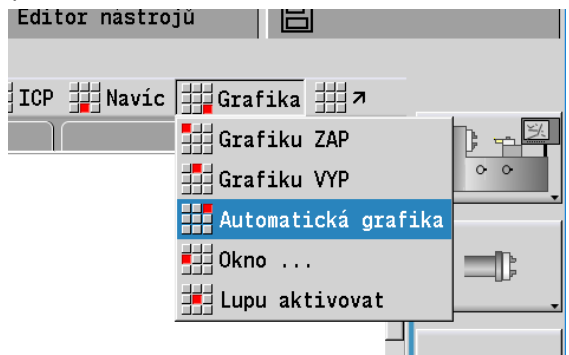 Editor nástrojů
ICP Navíc Grafika
Grafiku ZAP
Grafiku VYP
Automatická grafika
Okno ...
Lupu aktivovat